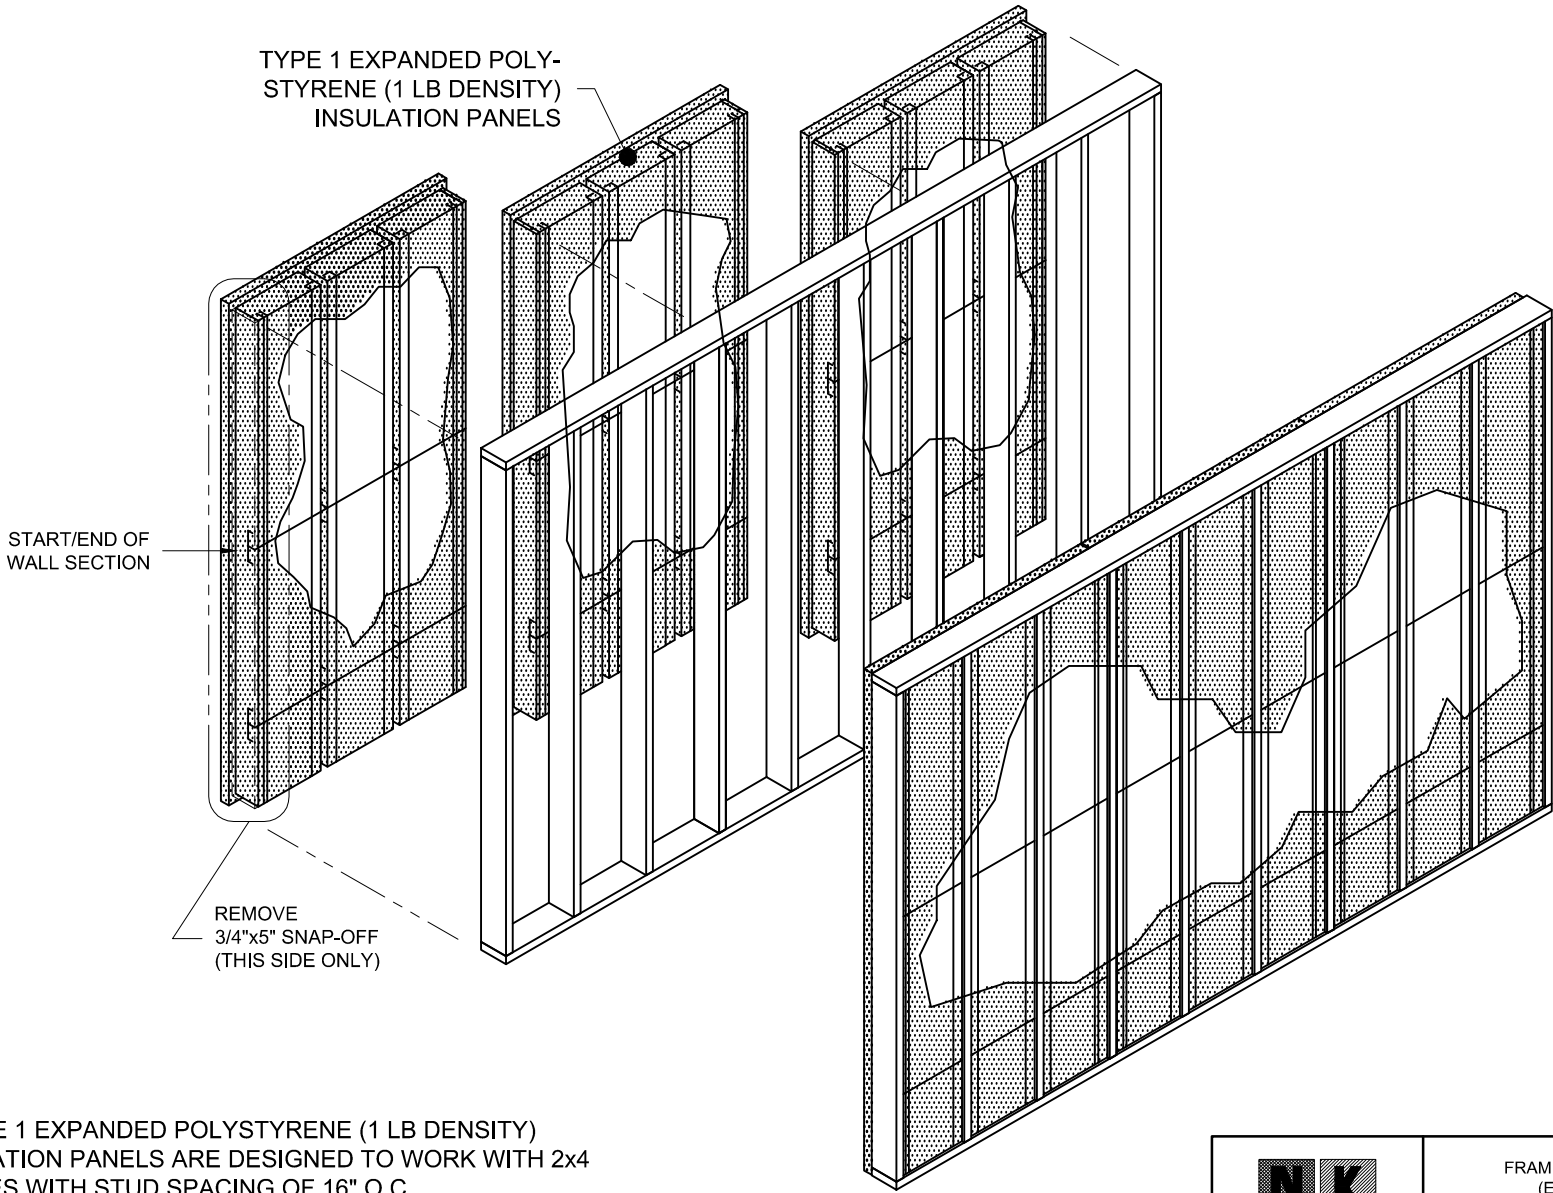 TYPE 1 EXPANDED POLY-
STYRENE (1 LB DENSITY)
INSULATION PANELS
START/END OF
WALL SECTION
REMOVE
3/4"x5" SNAP-OFF
(THIS SIDE ONLY)
E 1 EXPANDED POLYSTYRENE (1 LB DENSITY)
ATION PANELS ARE DESIGNED TO WORK WITH 2x4
ES WITH STUD SPACING OF 16" O.C.
N K
FRAM
(E